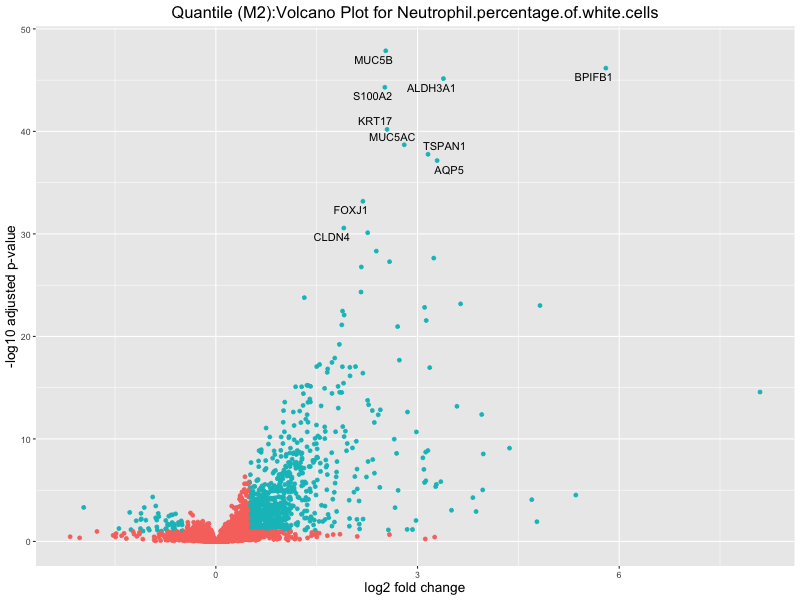 Quantile (M2):Volcano Plot for Neutrophil.percentage.of.white.cells
50
MUC5B
BPIFB1
ALDH3A1
S100A2
40
KRT17
MUC5AC
TSPAN1
AQP5
FOXJ1
30
CLDN4
-log10 adjusted p-value
20
10
0
0
3
6
log2 fold change